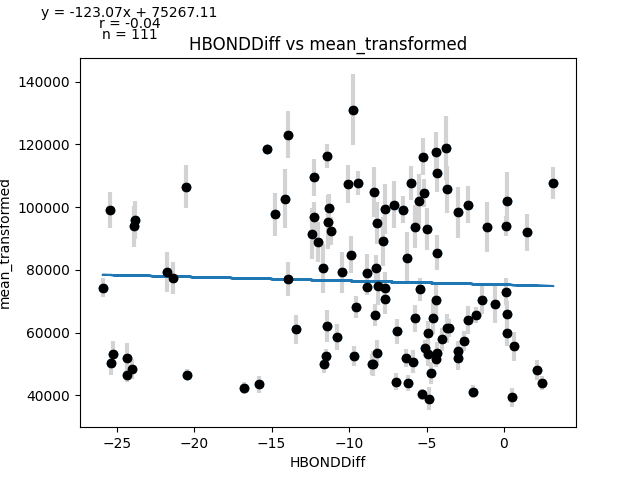 y = -123.07x + 75267.11
r = -0.04
n = 111
HBONDDiff vs mean_transformed
140000
120000
100000
80000
60000
40000
mean_transformed
−25 −20 −15 −10 −5 0
HBONDDiff